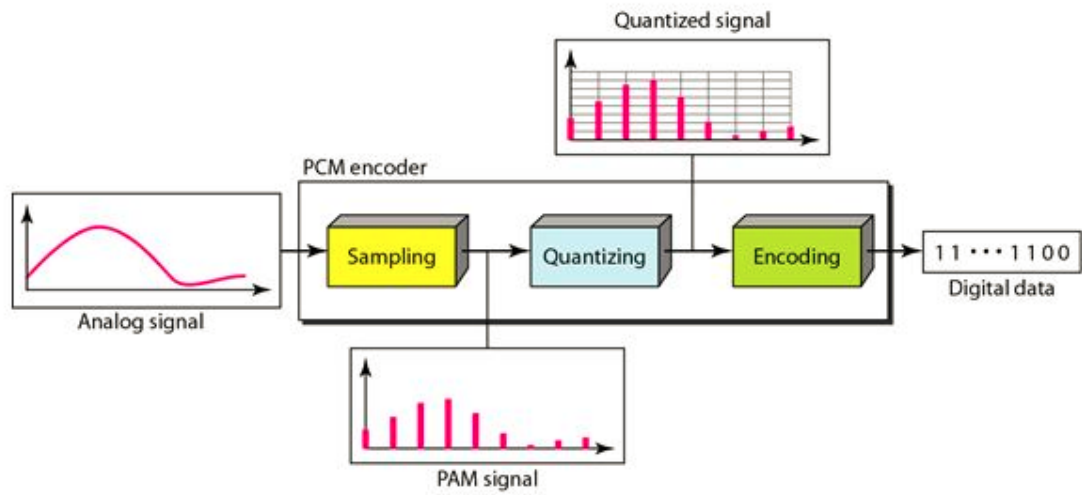 Quantized signal
PCM encoder
Sampling
Quantizing
Encoding
11 ··· 1100
Digital data
Analog signal
PAM signal